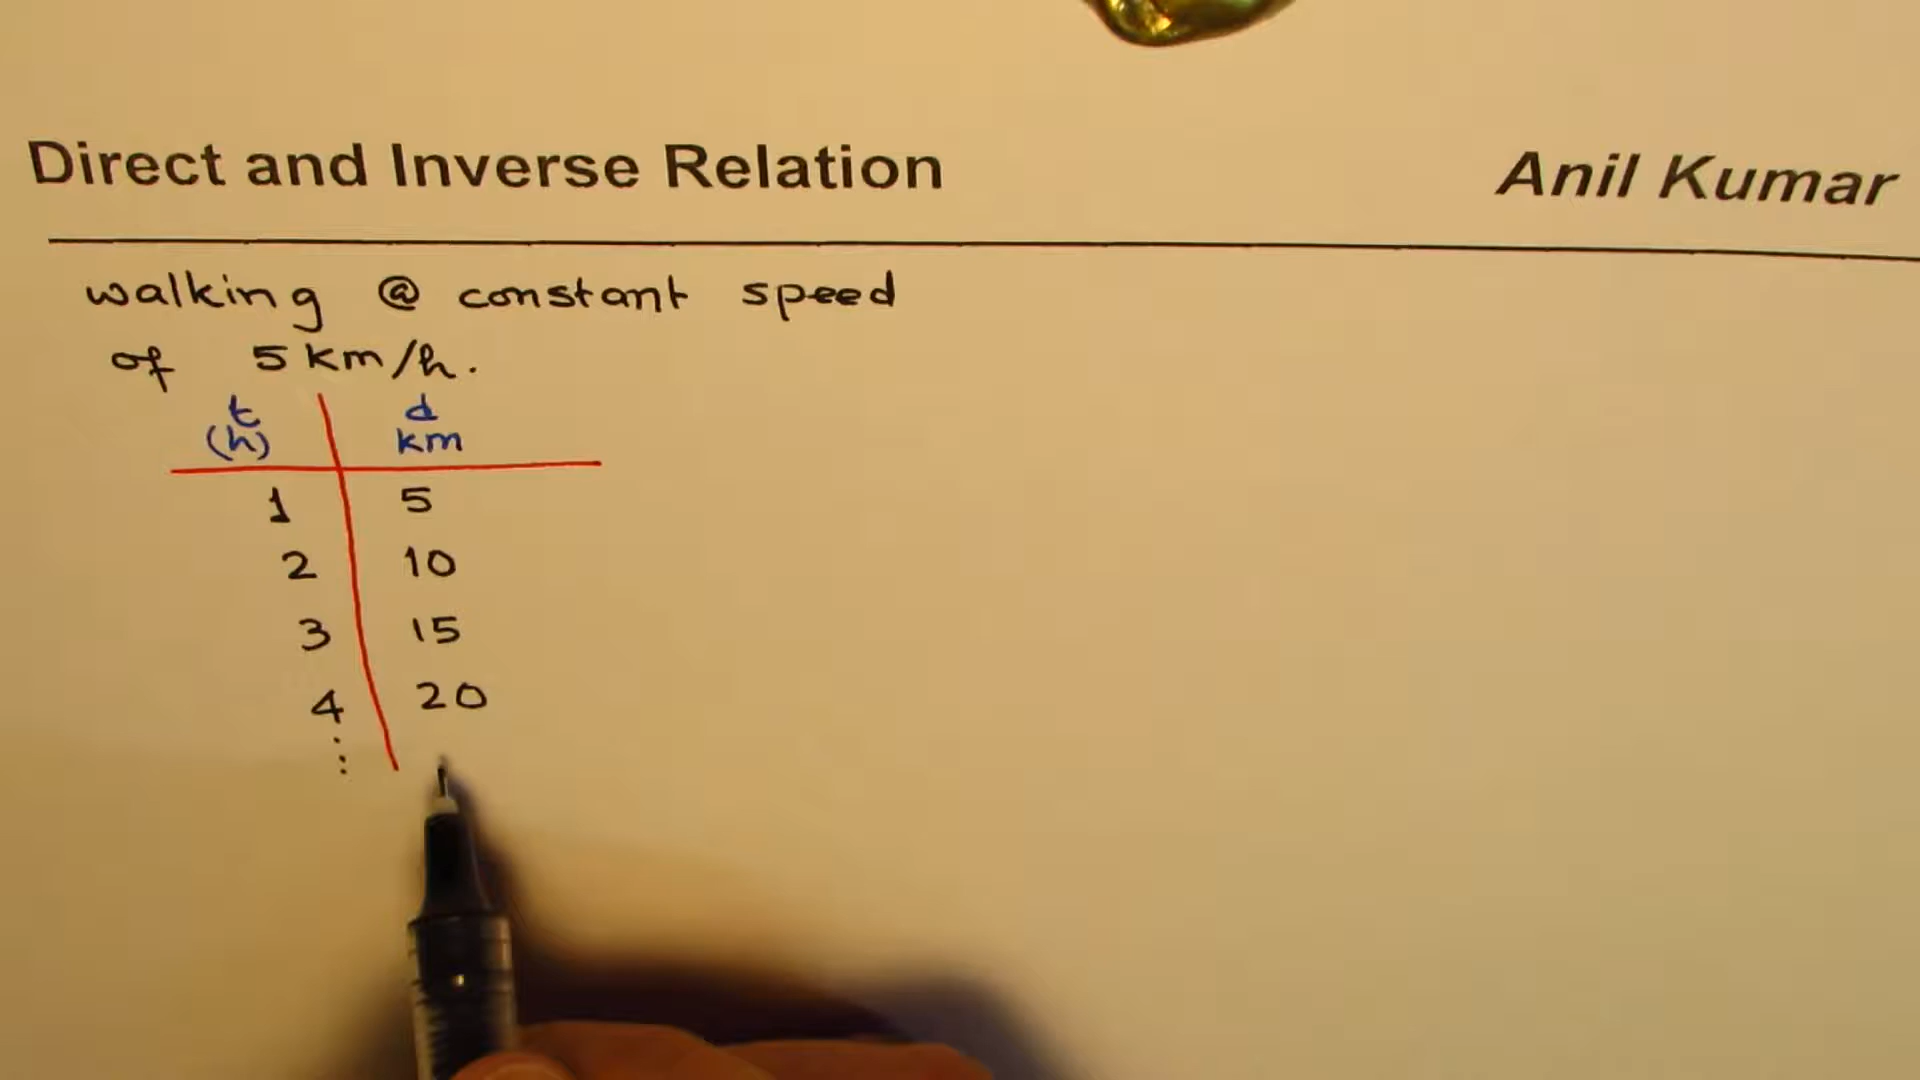 Direct and Inverse Relation Anil Kumar
walking @ constant speed
of 5 km/h.
t d
(h) km
1 5
2 10
3 15
4 20